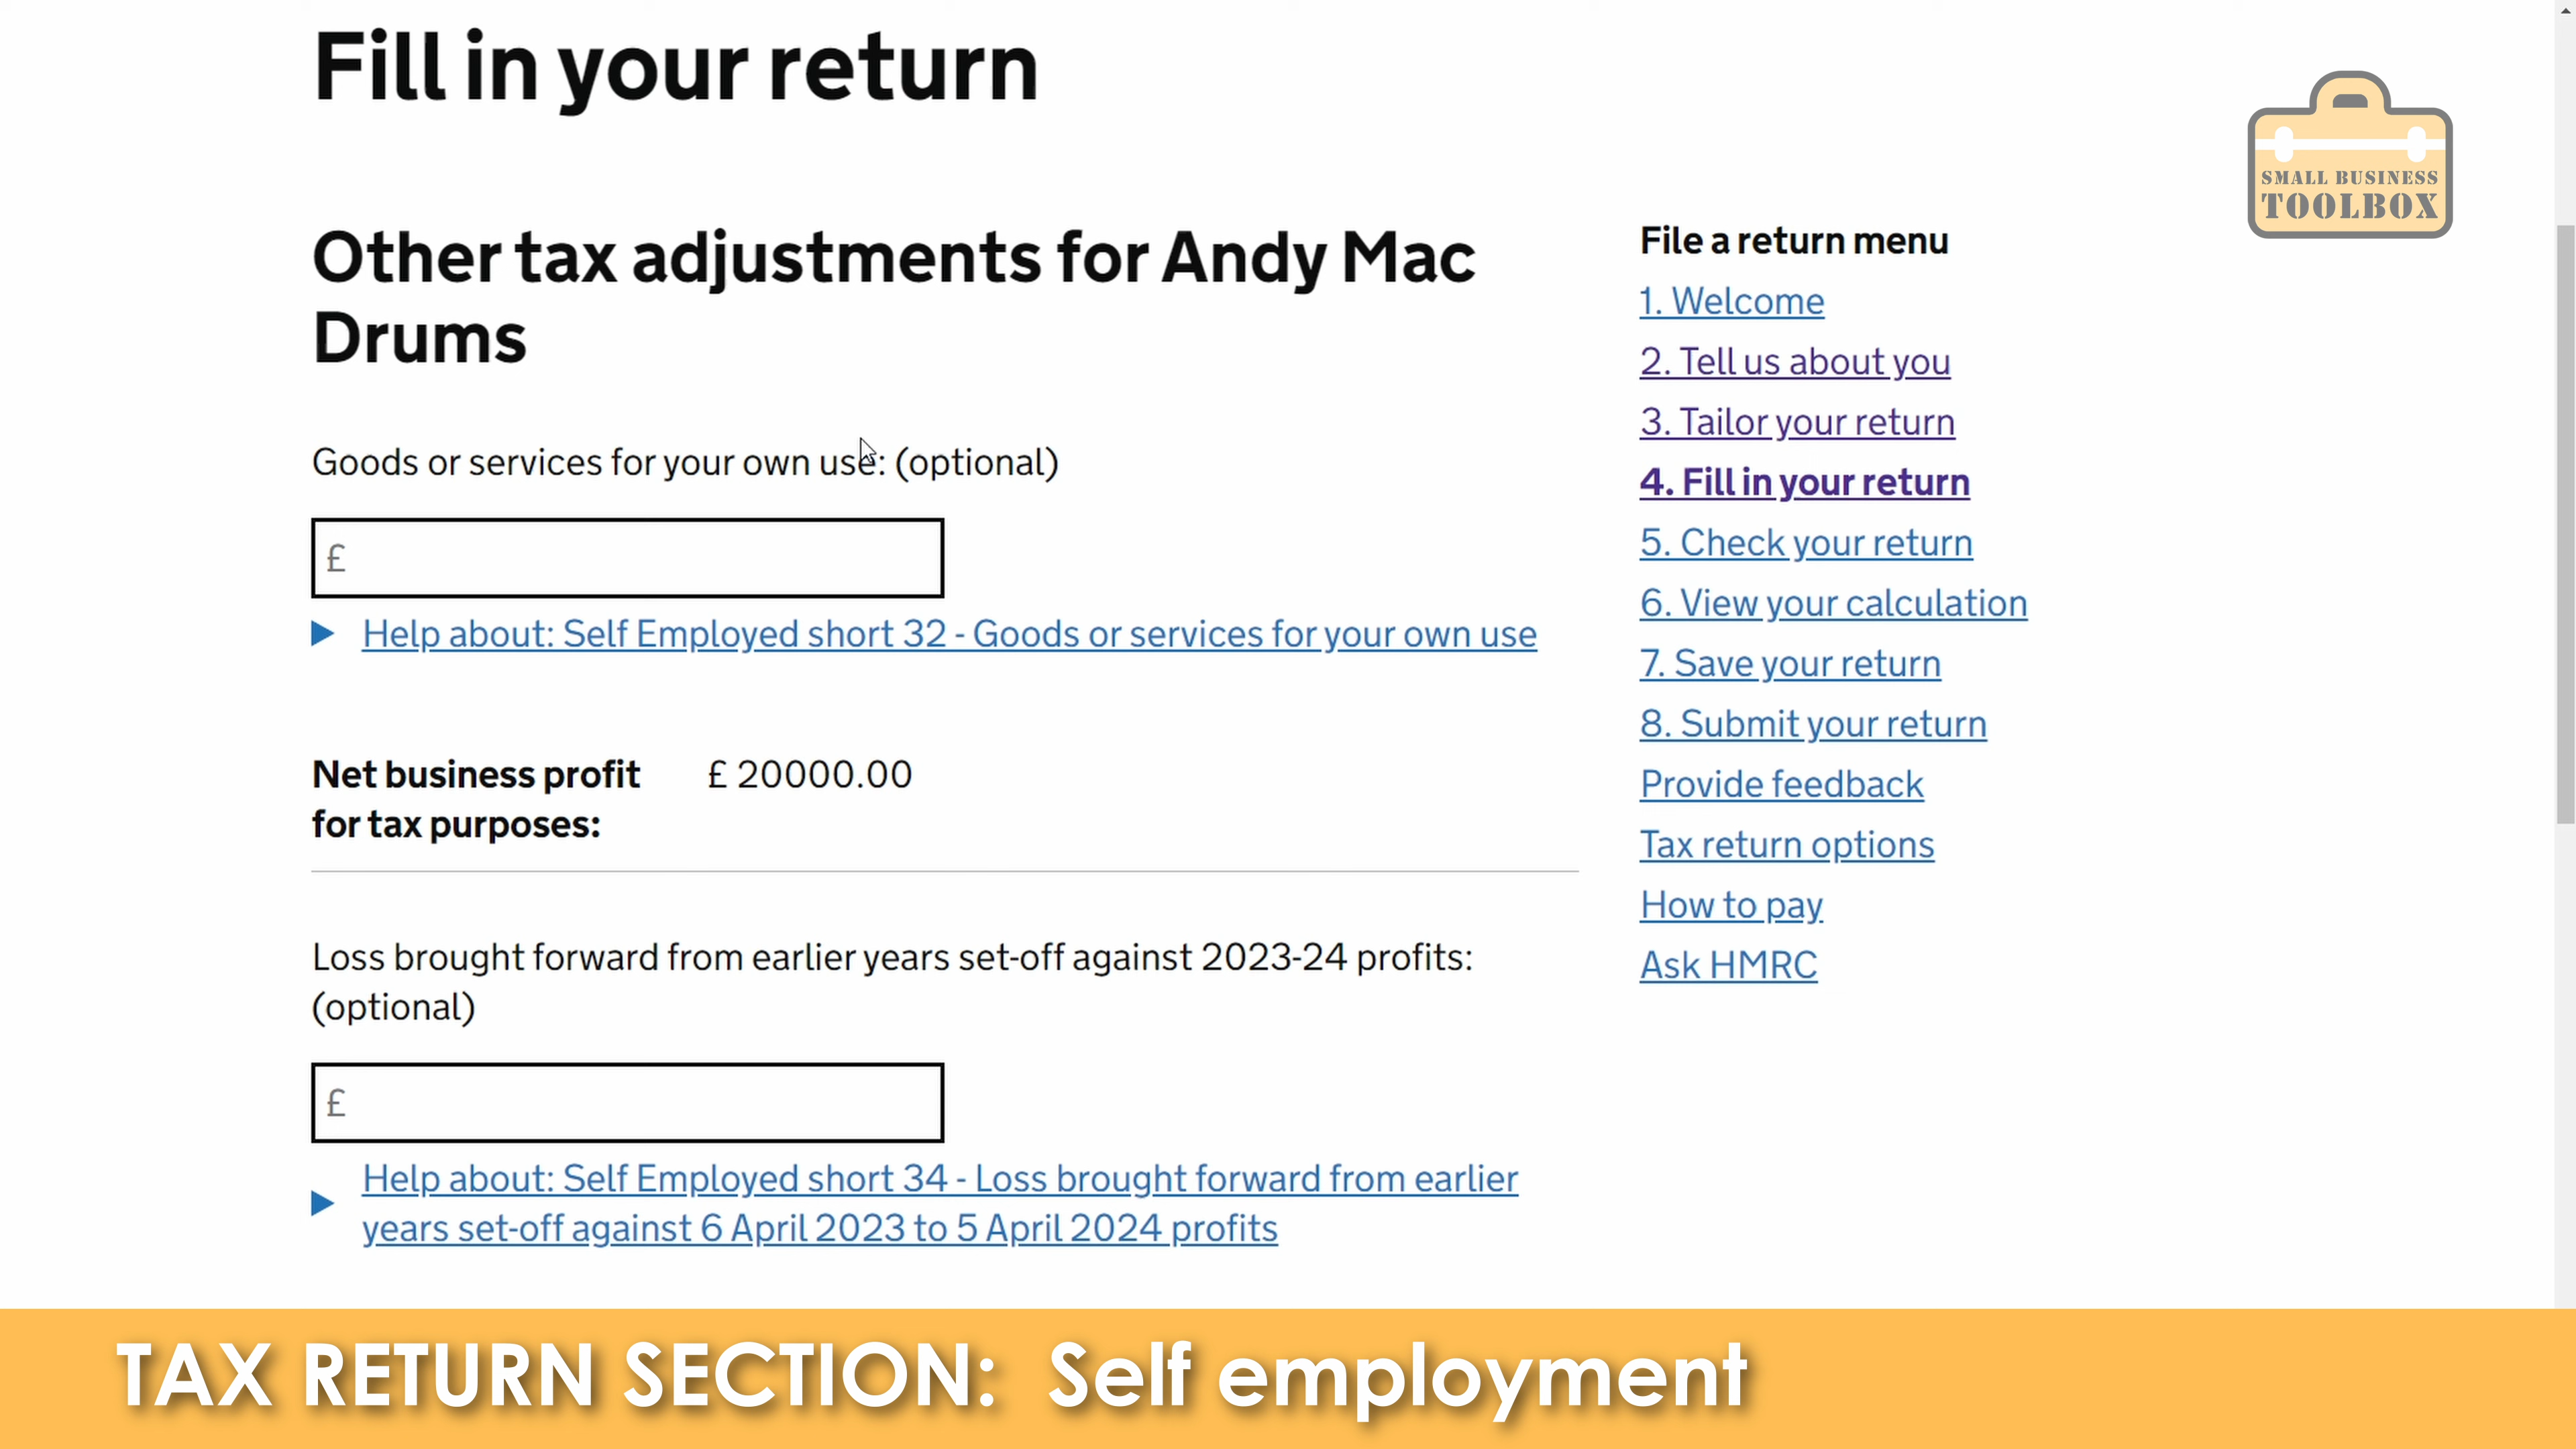 Fill in your return
SMALL BUSINESS
TOOLBOX
Other tax adjustments for Andy Mac
Drums
Goods or services for your own use: (optional)
£
Help about: Self Employed short 32 - Goods or services for your own use
Net business profit £ 20000.00
for tax purposes:
Loss brought forward from earlier years set-off against 2023-24 profits:
(optional)
£
Help about: Self Employed short 34 - Loss brought forward from earlier
years set-off against 6 April 2023 to 5 April 2024 profits
File a return menu
1. Welcome
2. Tell us about you
3. Tailor your return
4. Fill in your return
5. Check your return
6. View your calculation
7. Save your return
8. Submit your return
Provide feedback
Tax return options
How to pay
Ask HMRC
TAX RETURN SECTION: Self employment